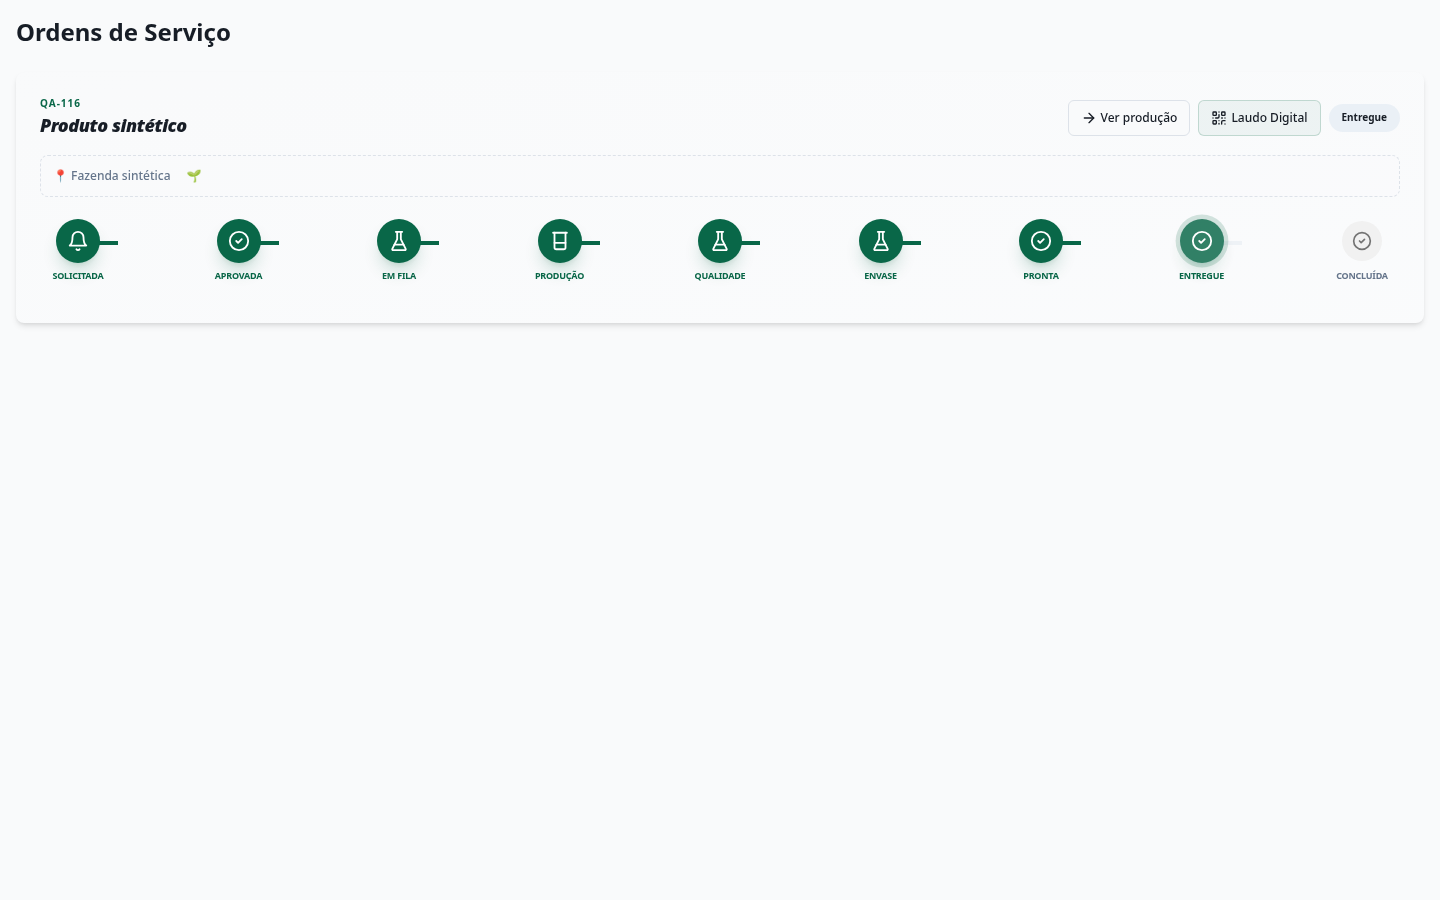 Ordens de Serviço
QA-116
Produto sintético
Ver produção
Laudo Digital
Entregue
Fazenda sintética
SOLICITADA
APROVADA
EM FILA
PRODUÇÃO
QUALIDADE
ENVASE
PRONTA
ENTREGUE
CONCLUÍDA